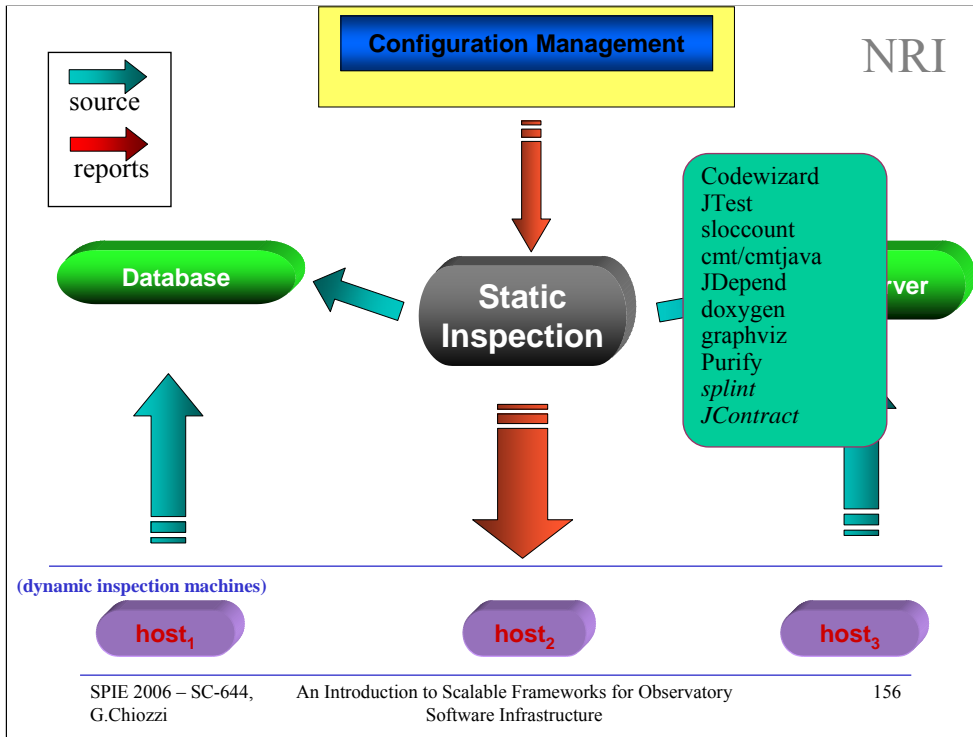 Configuration Management
NRI
source
reports
Codewizard
JTest
sloccount
cmt/cmtjava
JDepend
doxygen
graphviz
Purify
splint
JContract
Database
Static
Inspection
(dynamic inspection machines)
host1
host2
host3
SPIE 2006 – SC-644,
G.Chiozzi
An Introduction to Scalable Frameworks for Observatory
Software Infrastructure
156